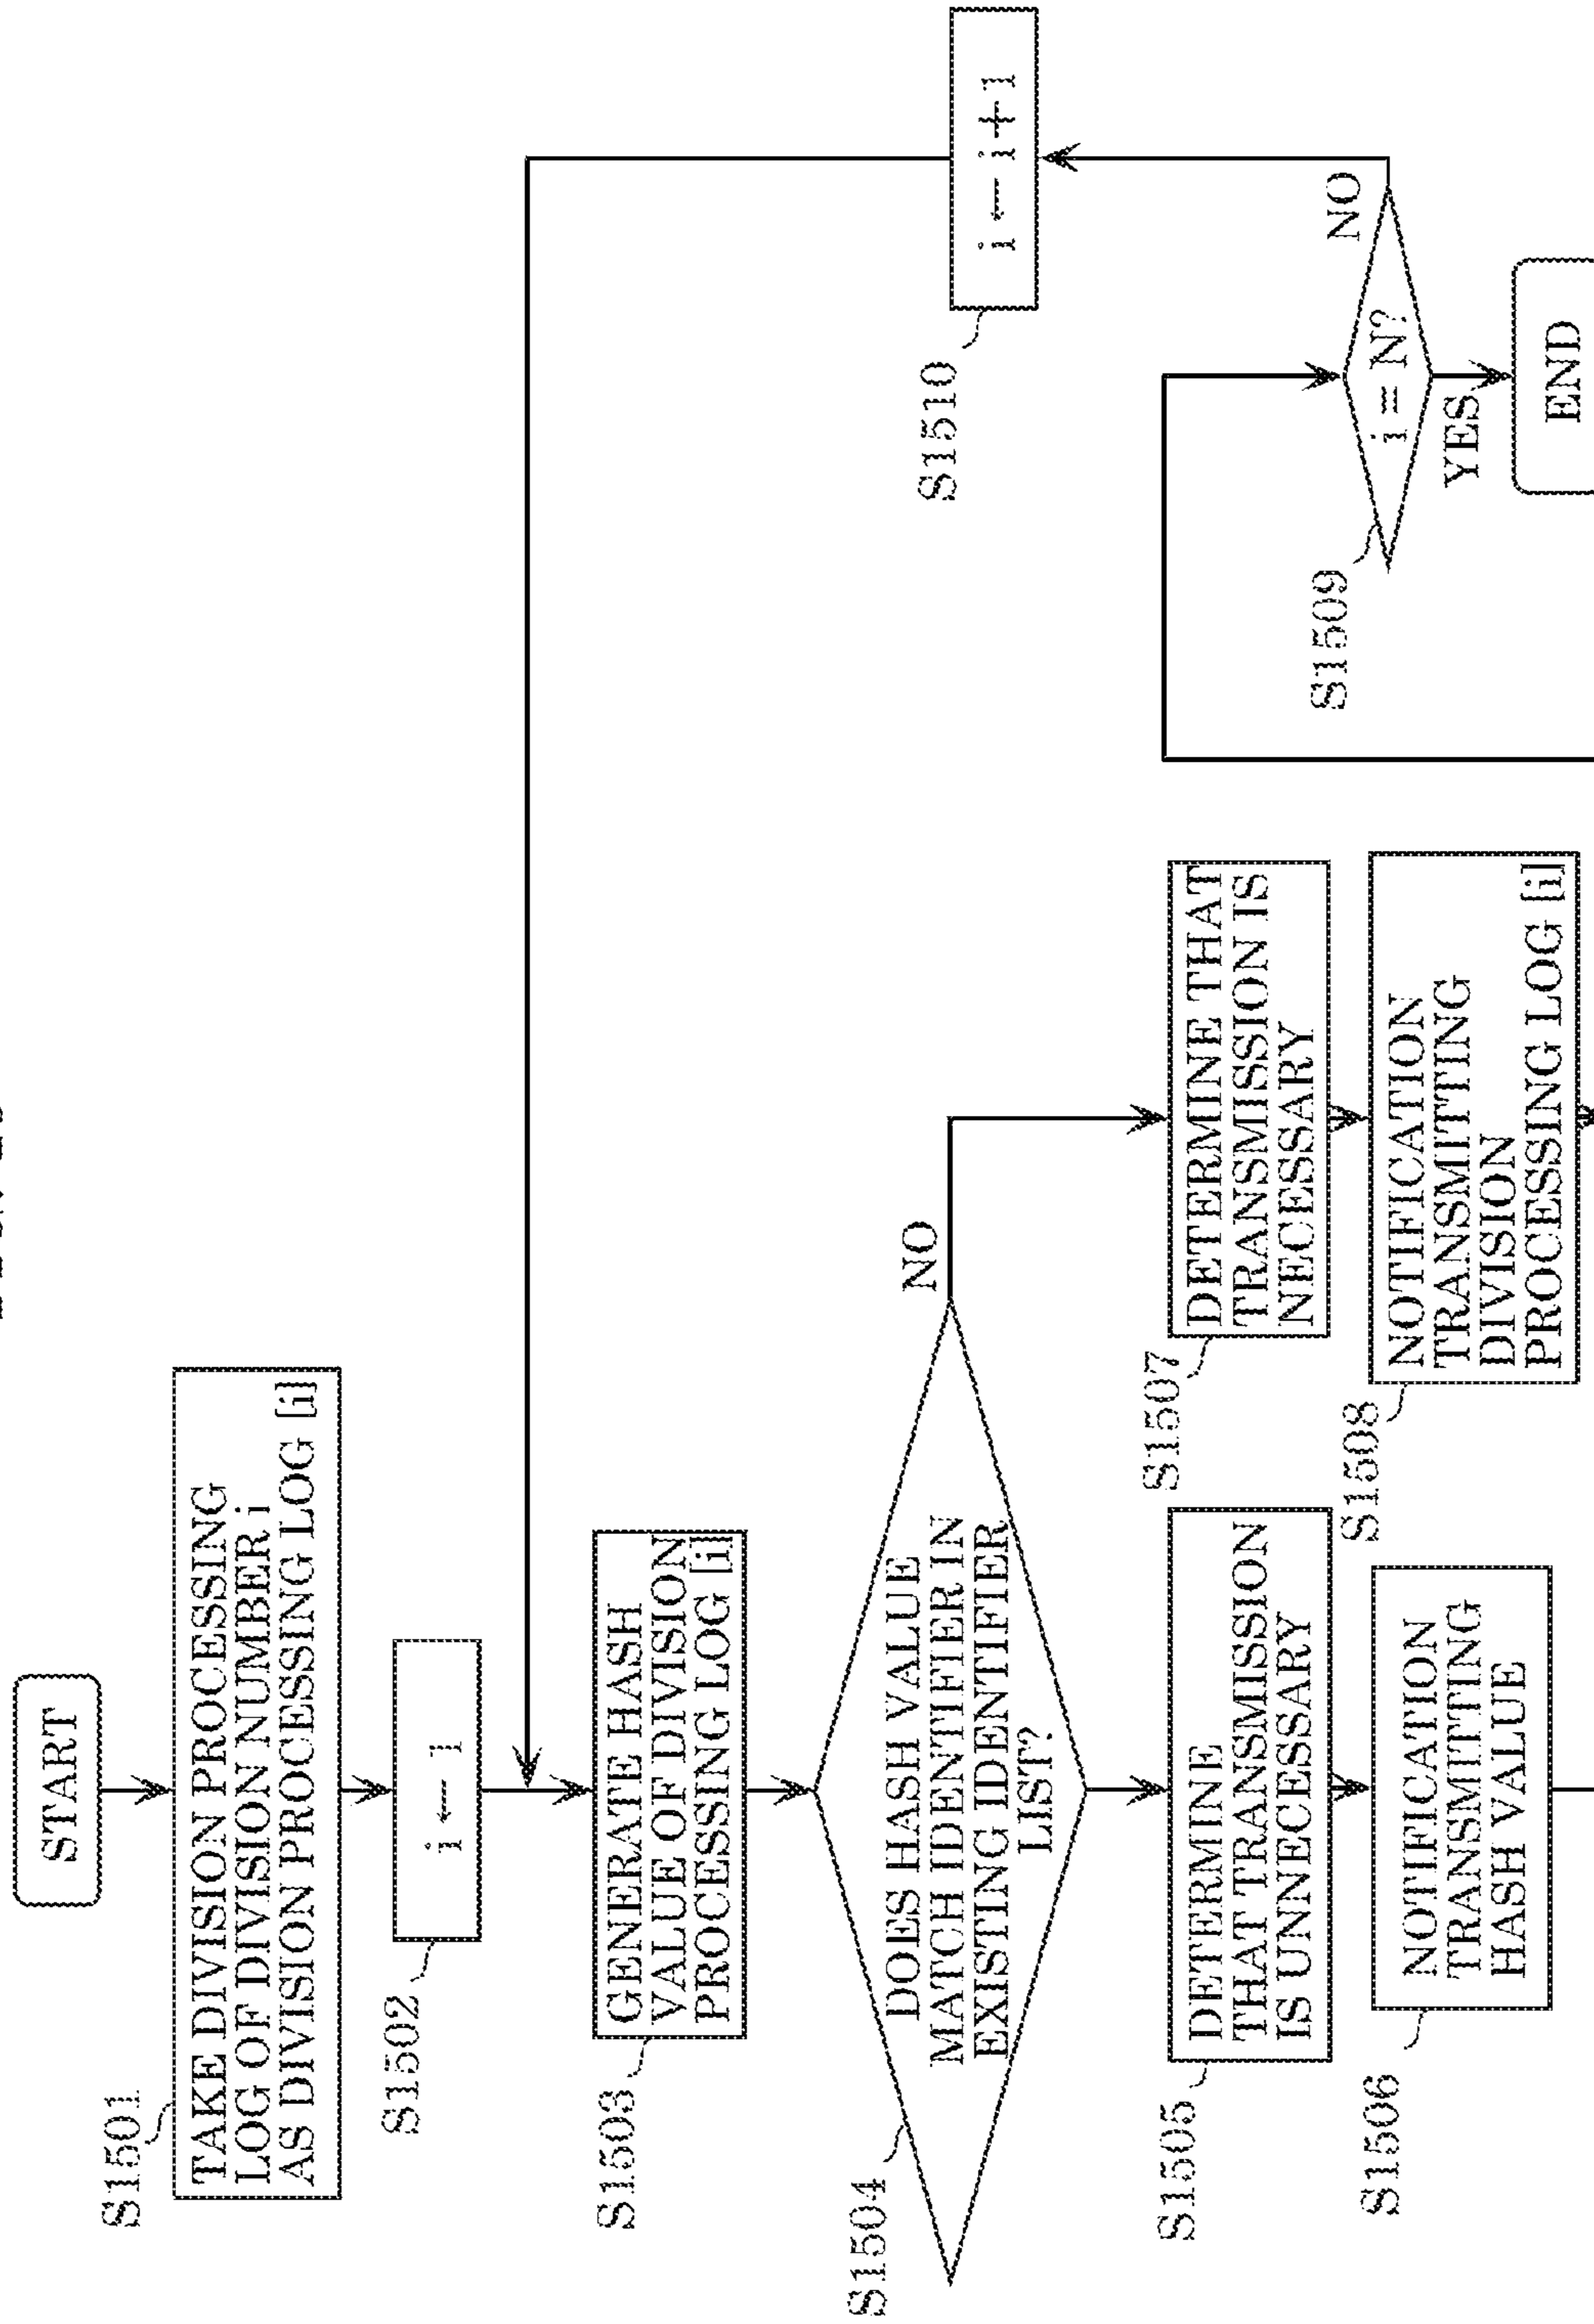 START
S1501
TAKE DIVISION PROCESSING
LOG OF DIVISION NUMBER i
AS DIVISION PROCESSING LOG [i]
S1502
i ← 1
S1503
GENERATE HASH
VALUE OF DIVISION
PROCESSING LOG [i]
S1504
DOES HASH VALUE
MATCH IDENTIFIER IN
EXISTING IDENTIFIER
LIST?
NO
S1505
DETERMINE
THAT TRANSMISSION
IS UNNECESSARY
S1506
NOTIFICATION
TRANSMITTING
HASH VALUE
S1507
DETERMINE THAT
TRANSMISSION IS
NECESSARY
S1508
NOTIFICATION
TRANSMITTING
DIVISION
PROCESSING LOG [i]
S1509
i = N?
NO
YES
S1510
i ← i + 1
END